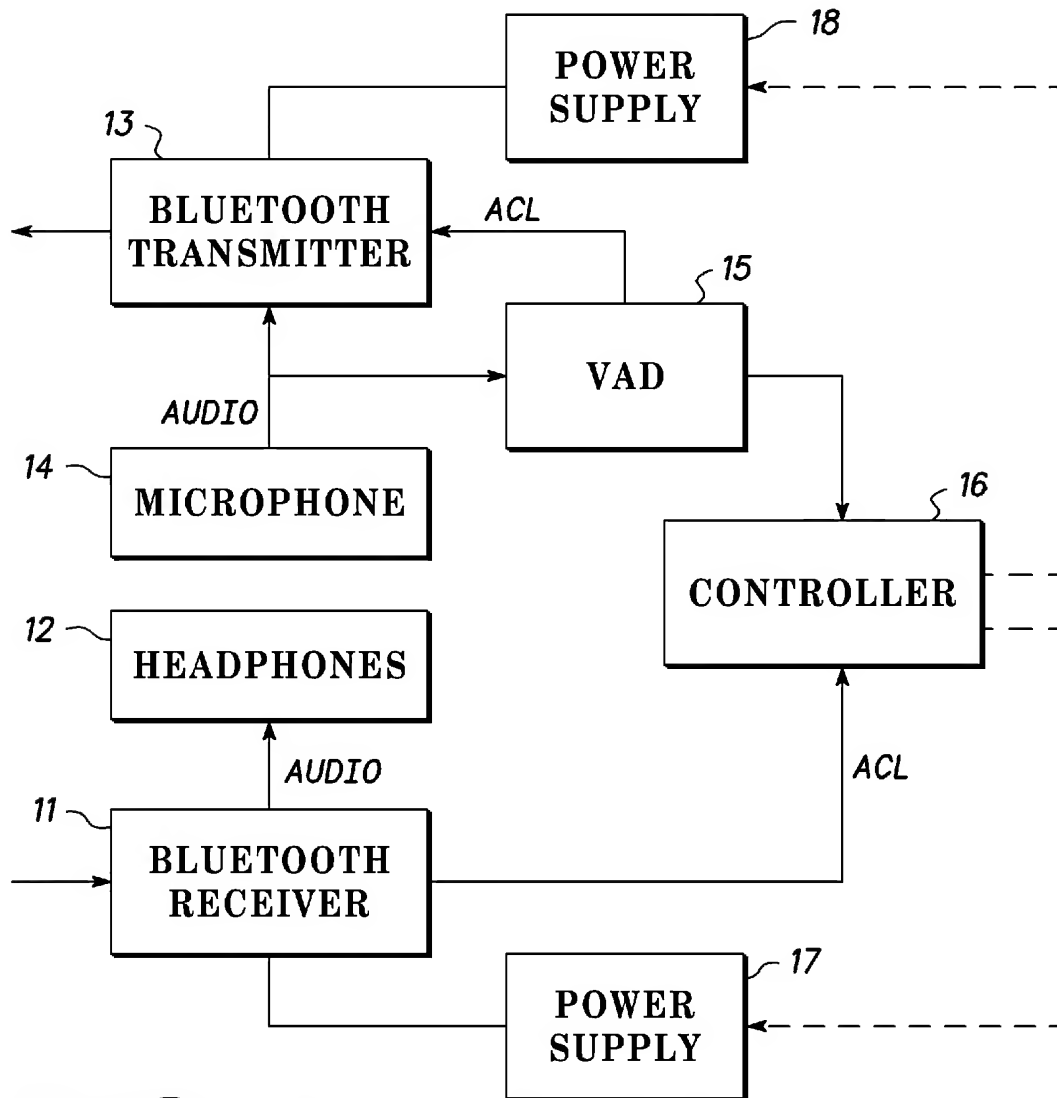 18
POWER
SUPPLY
13
BLUETOOTH
TRANSMITTER
ACL
15
VAD
AUDIO
14
MICROPHONE
16
CONTROLLER
12
HEADPHONES
AUDIO
ACL
11
BLUETOOTH
RECEIVER
17
POWER
SUPPLY